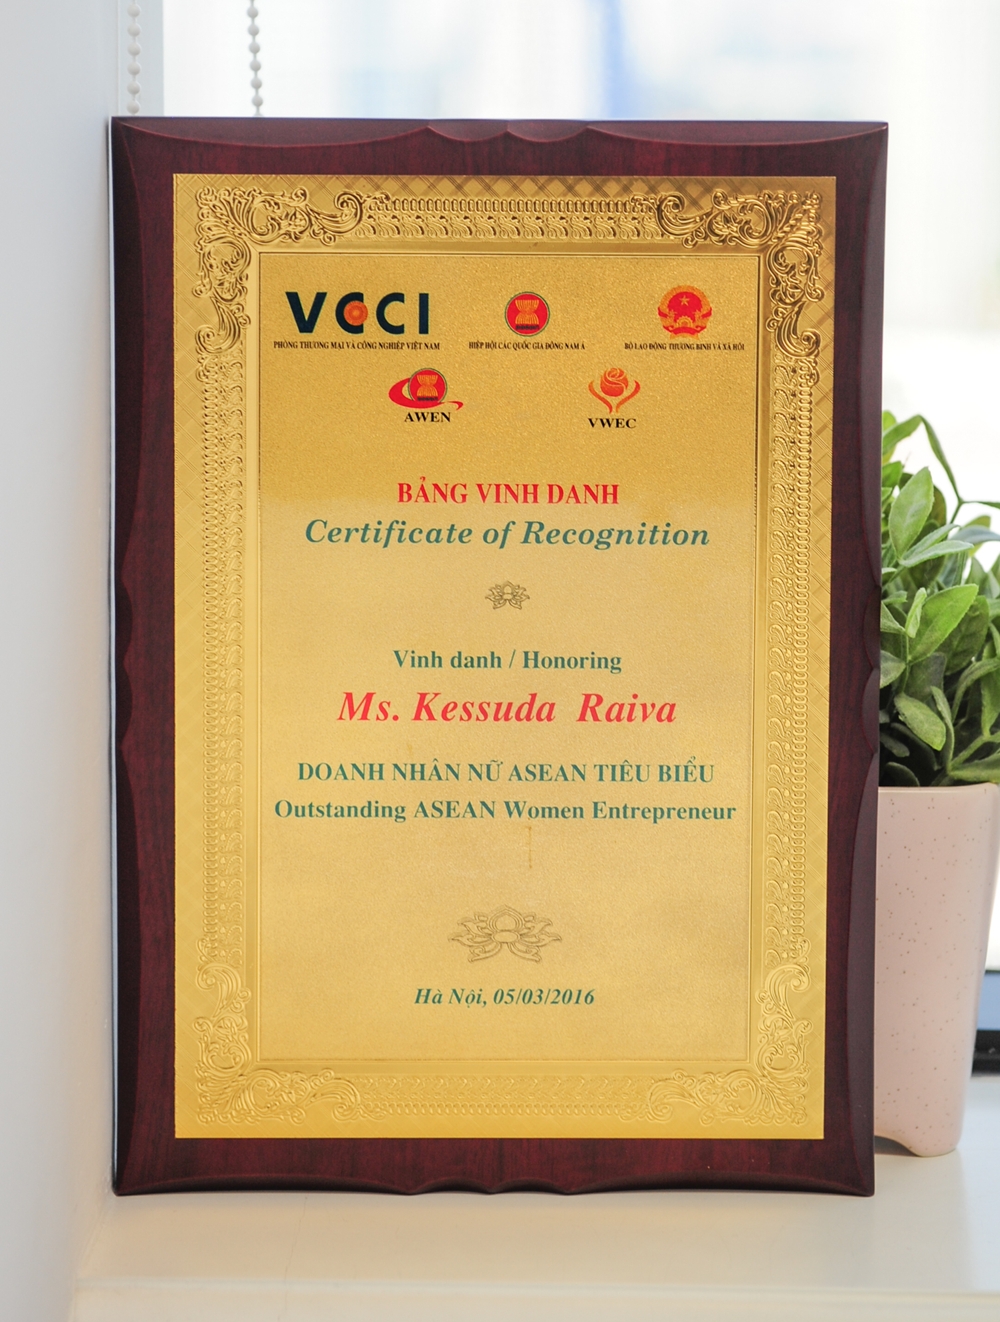 VCCI
PHÒNG THƯƠNG MẠI VÀ CÔNG NGHIỆP VIỆT NAM
HIỆP HỘI CÁC QUỐC GIA ĐÔNG NAM Á
BỘ LAO ĐỘNG THƯƠNG BINH VÀ XÃ HỘI
AWEN
VWEC
BẢNG VINH DANH
Certificate of Recognition
Vinh danh / Honoring
Ms. Kessuda Raiva
DOANH NHÂN NỮ ASEAN TIÊU BIỂU
Outstanding ASEAN Women Entrepreneur
Hà Nội, 05/03/2016